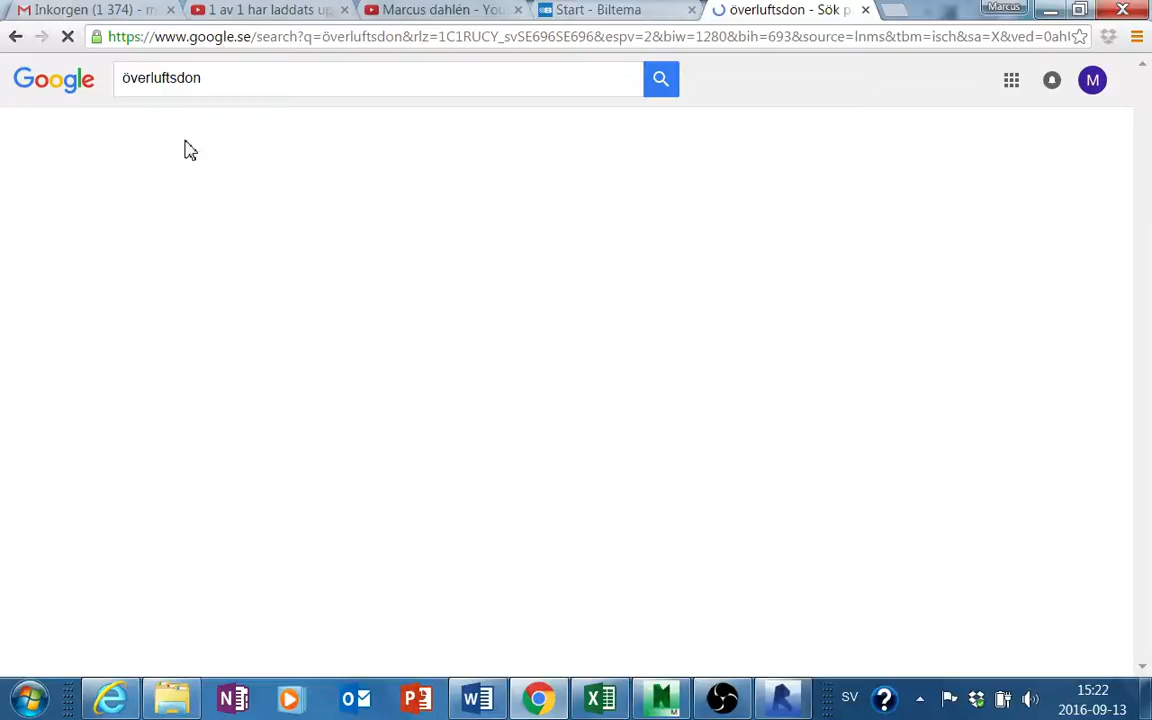 Inkorgen (1 374) - m
1 av 1 har laddats up
Marcus dahlén - You
Start - Biltema
överluftsdon - Sök p
Marcus
https://www.google.se/search?q=överluftsdon&rlz=1C1RUCY_svSE696SE696&espv=2&biw=1280&bih=693&source=lnms&tbm=isch&sa=X&ved=0ahU
Google
överluftsdon
M
SV
15:22
2016-09-13